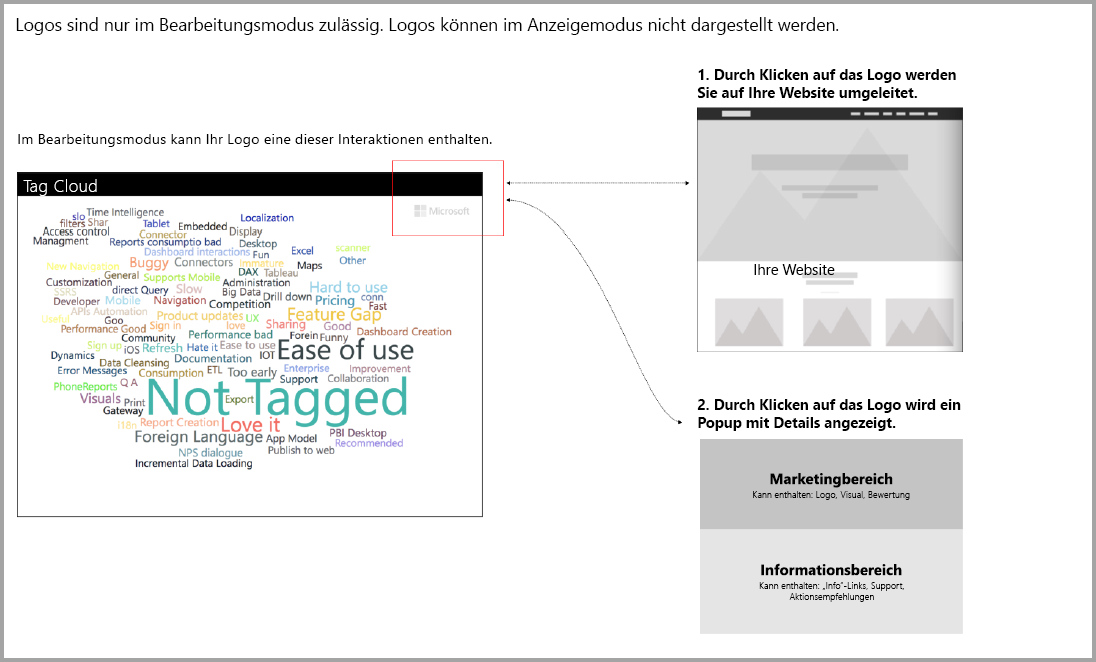 Logos sind nur im Bearbeitungsmodus zulässig. Logos können im Anzeigemodus nicht dargestellt werden.
Im Bearbeitungsmodus kann Ihr Logo eine dieser Interaktionen enthalten.
Tag Cloud
Microsoft
Time Intelligence
slo
filters Shar
Tablet
Embedded
Localization
Access control
Connector
Display
Managment
Reports consumptio bad
Desktop
Dashboard interactions
Fun
Excel
scanner
Other
New Navigation
Buggy
Connectors
Immature
Maps
General
Supports Mobile
DAX
Tableau
Customization
Administration
Hard to use
SSRS
direct Query
Slow
Big Data
Drill down
Pricing
conn
Developer
Mobile
Navigation
Competition
Fast
APIs
Automation
Product updates
UX
Feature Gap
Useful
Goo
Sign in
love
Sharing
Good
Performance Good
Dashboard Creation
Community
Performance bad
Forein
Funny
Sign up
iOS
Refresh
Hate it
Ease to use
Ease of use
Dynamics
Data Cleansing
Documentation
IOT
Error Messages
Consumption
ETL
Too early
Enterprise
Improvement
PhoneReports
Q A
Support
Collaboration
Visuals
Print
Not Tagged
Export
Gateway
i18n
Report Creation
Love it
Foreign Language
App Model
PBI Desktop
Recommended
NPS dialogue
Publish to web
Incremental Data Loading
1. Durch Klicken auf das Logo werden
Sie auf Ihre Website umgeleitet.
Ihre Website
2. Durch Klicken auf das Logo wird ein
Popup mit Details angezeigt.
Marketingbereich
Kann enthalten: Logo, Visual, Bewertung
Informationsbereich
Kann enthalten: „Info“-Links, Support,
Aktionsempfehlungen